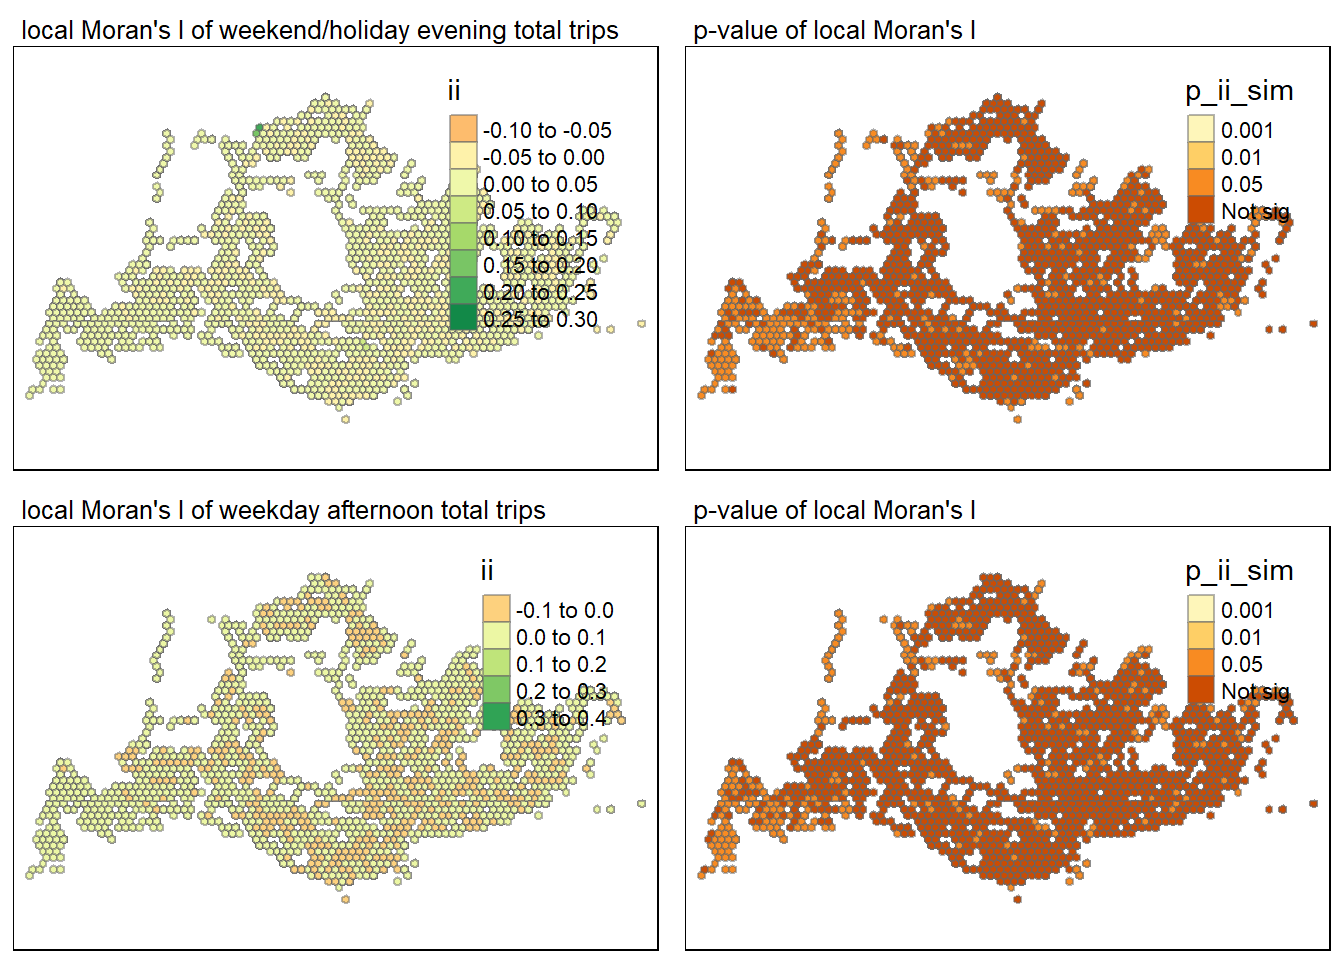 local Moran's I of weekend/holiday evening total trips
ii
-0.10 to -0.05
-0.05 to 0.00
0.00 to 0.05
0.05 to 0.10
0.10 to 0.15
0.15 to 0.20
0.20 to 0.25
0.25 to 0.30
p-value of local Moran's I
p_ii_sim
0.001
0.01
0.05
Not sig
local Moran's I of weekday afternoon total trips
ii
-0.1 to 0.0
0.0 to 0.1
0.1 to 0.2
0.2 to 0.3
0.3 to 0.4
p-value of local Moran's I
p_ii_sim
0.001
0.01
0.05
Not sig